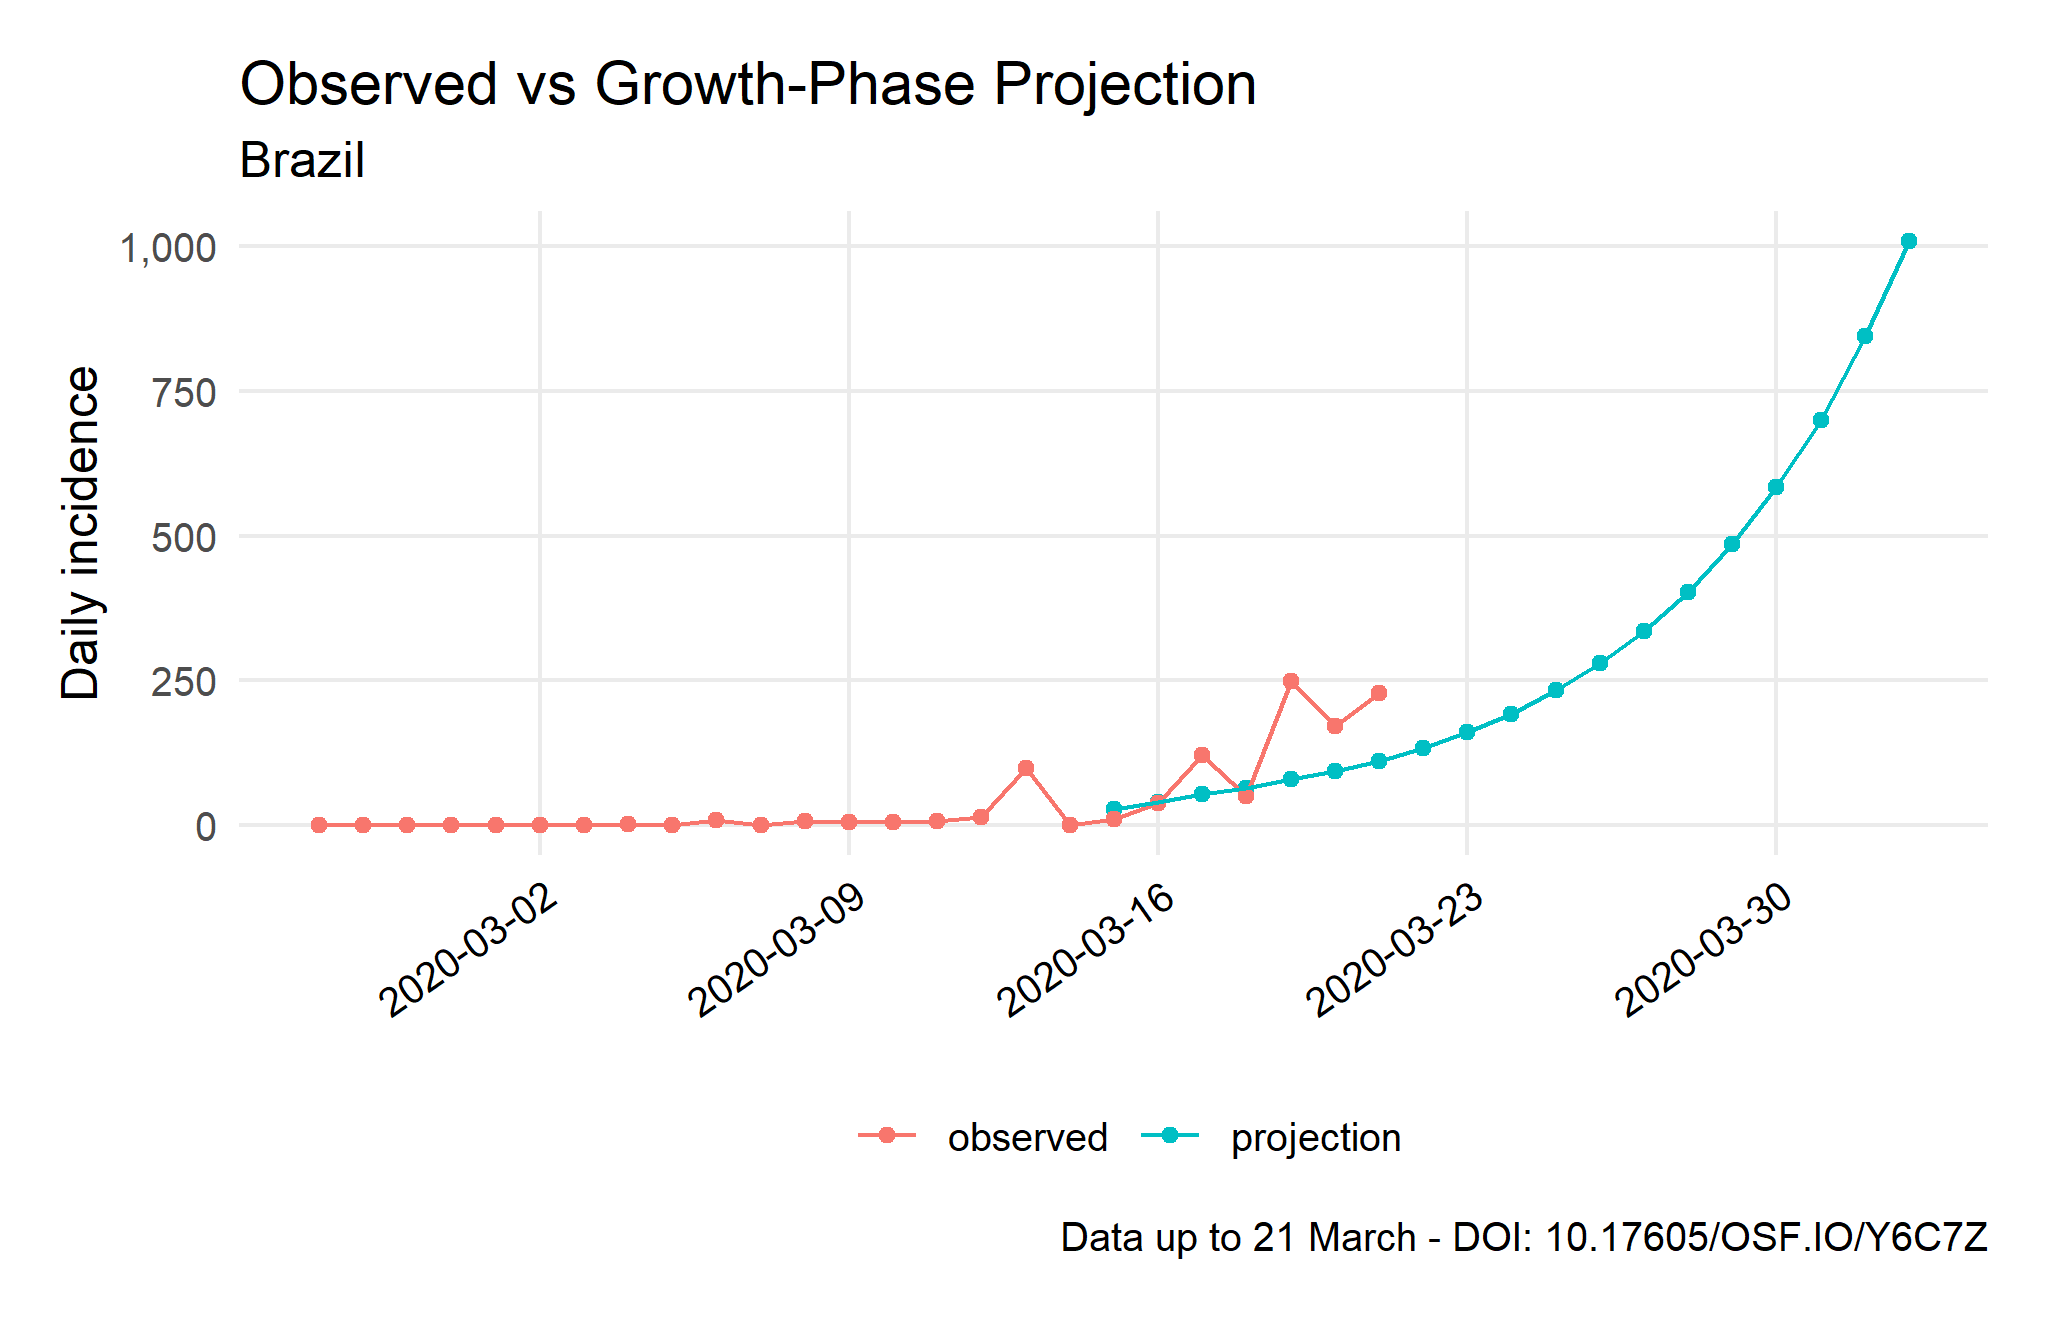 Observed vs Growth-Phase Projection
Brazil
Daily incidence
1,000
750
500
250
0
2020-03-02
2020-03-09
2020-03-16
2020-03-23
2020-03-30
observed
projection
Data up to 21 March - DOI: 10.17605/OSF.IO/Y6C7Z